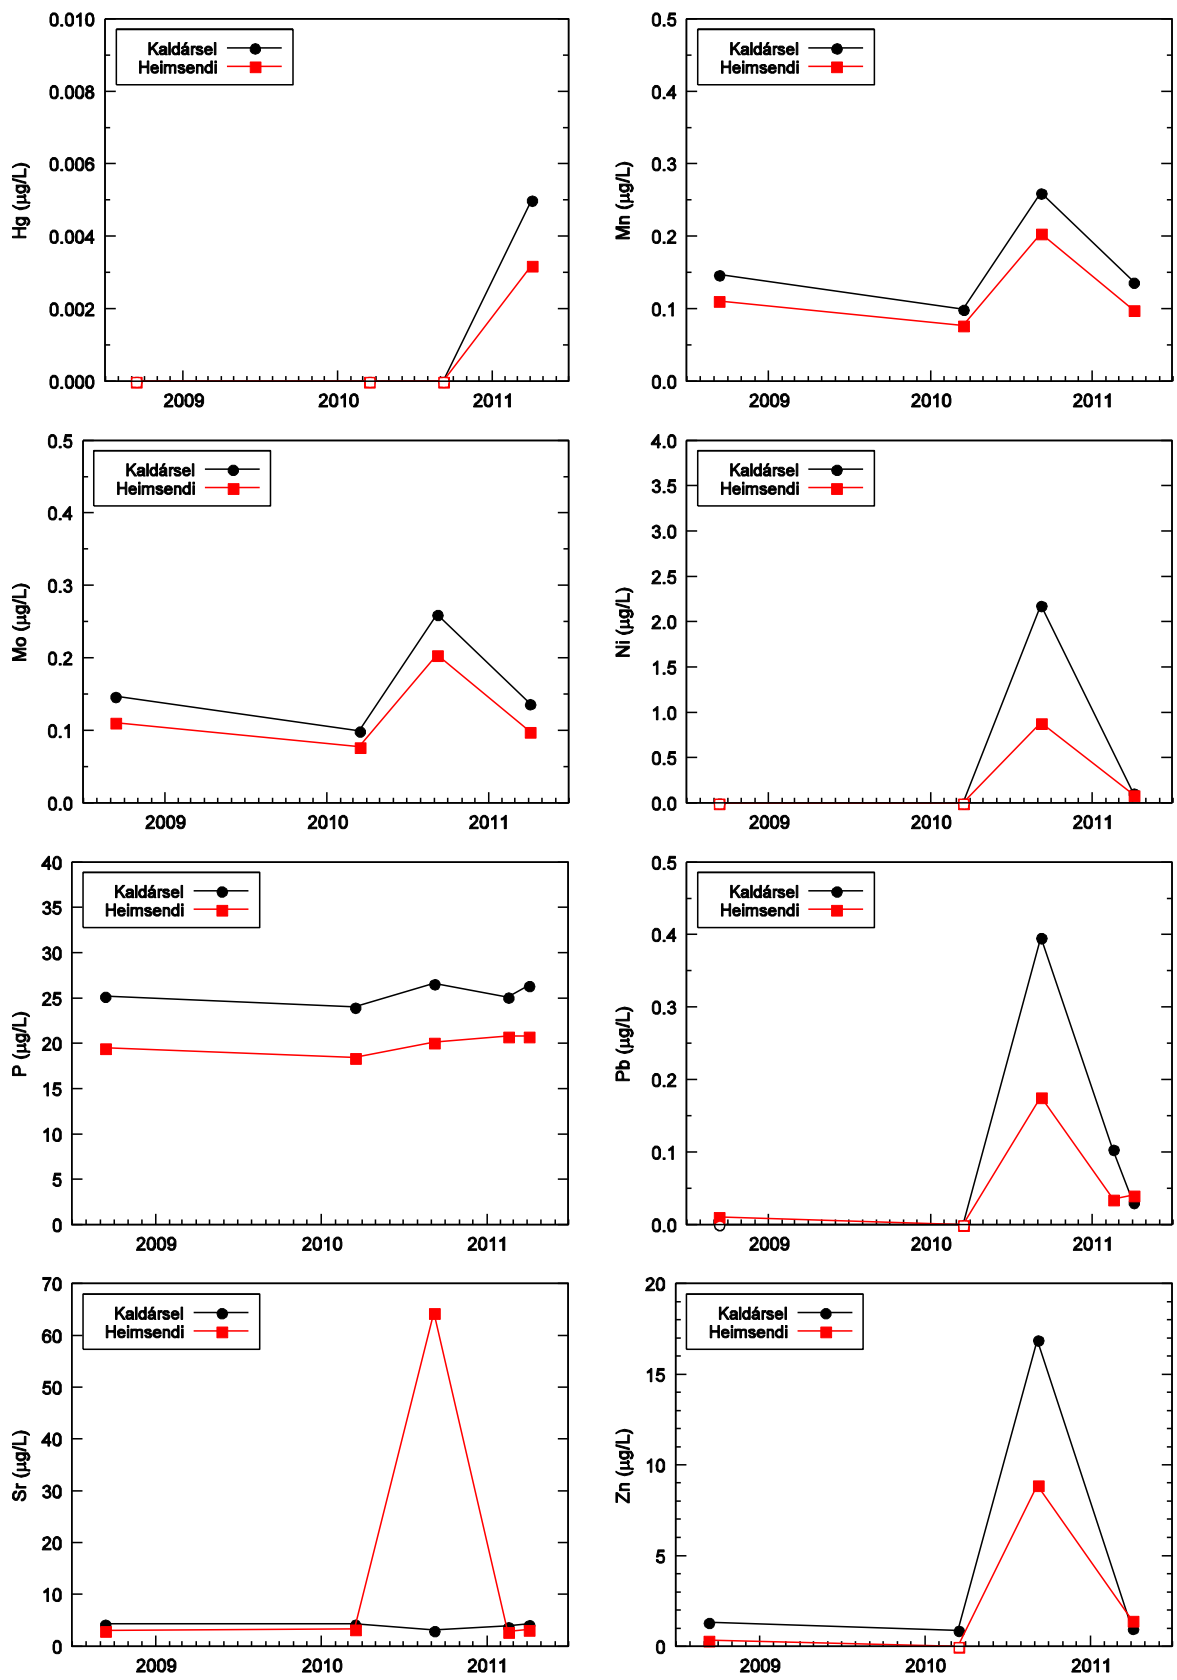 0.010
0.008
0.006
0.004
0.002
0.000
Hg (µg/L)
Kaldársel
Heimsendi
2009 2010 2011
0.5
0.4
0.3
0.2
0.1
0.0
Mn (µg/L)
Kaldársel
Heimsendi
2009 2010 2011
0.5
0.4
0.3
0.2
0.1
0.0
Mo (µg/L)
Kaldársel
Heimsendi
2009 2010 2011
4.0
3.5
3.0
2.5
2.0
1.5
1.0
0.5
0.0
Ni (µg/L)
Kaldársel
Heimsendi
2009 2010 2011
40
35
30
25
20
15
10
5
0
P (µg/L)
Kaldársel
Heimsendi
2009 2010 2011
0.5
0.4
0.3
0.2
0.1
0.0
Pb (µg/L)
Kaldársel
Heimsendi
2009 2010 2011
70
60
50
40
30
20
10
0
Sr (µg/L)
Kaldársel
Heimsendi
2009 2010 2011
20
15
10
5
0
Zn (µg/L)
Kaldársel
Heimsendi
2009 2010 2011